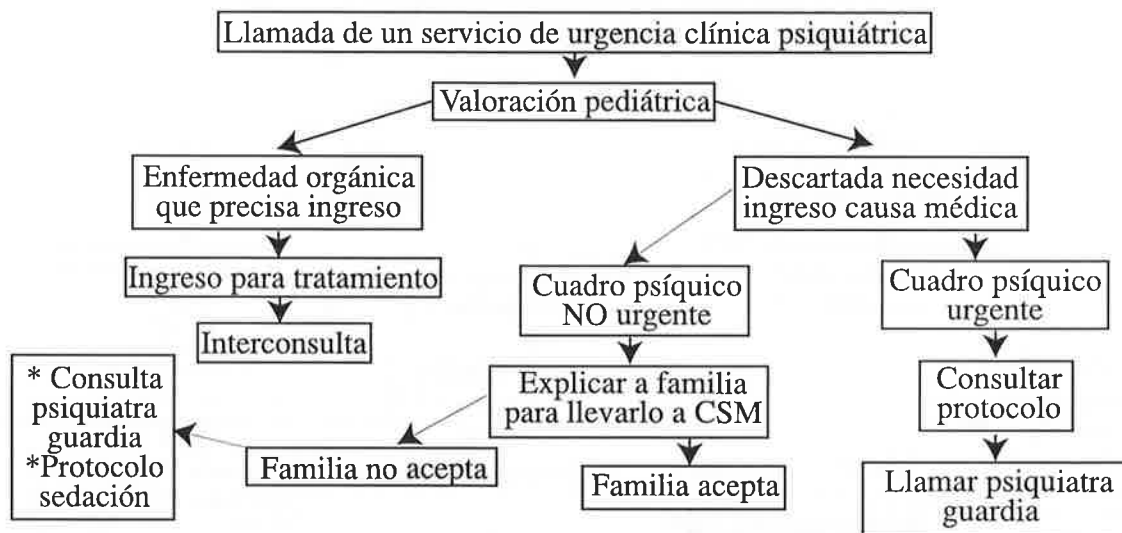 Llamada de un servicio de urgencia clínica psiquiátrica
Valoración pediátrica
Enfermedad orgánica
que precisa ingreso
Descartada necesidad
ingreso causa médica
Ingreso para tratamiento
Interconsulta
Cuadro psíquico
NO urgente
Cuadro psíquico
urgente
Explicar a familia
para llevarlo a CSM
Consultar
protocolo
* Consulta
psiquiatra
guardia
*Protocolo
sedación
Familia no acepta
Familia acepta
Llamar psiquiatra
guardia